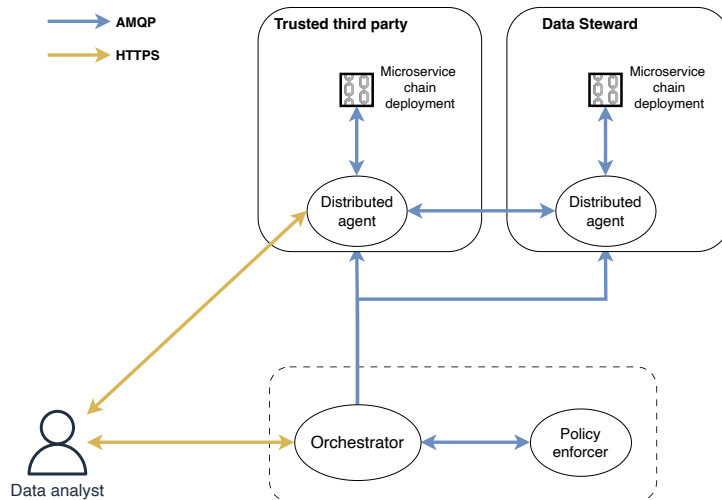 AMQP
HTTPS
Trusted third party
Data Steward
Microservice
chain
deployment
Microservice
chain
deployment
Distributed
agent
Distributed
agent
Orchestrator
Policy
enforcer
Data analyst